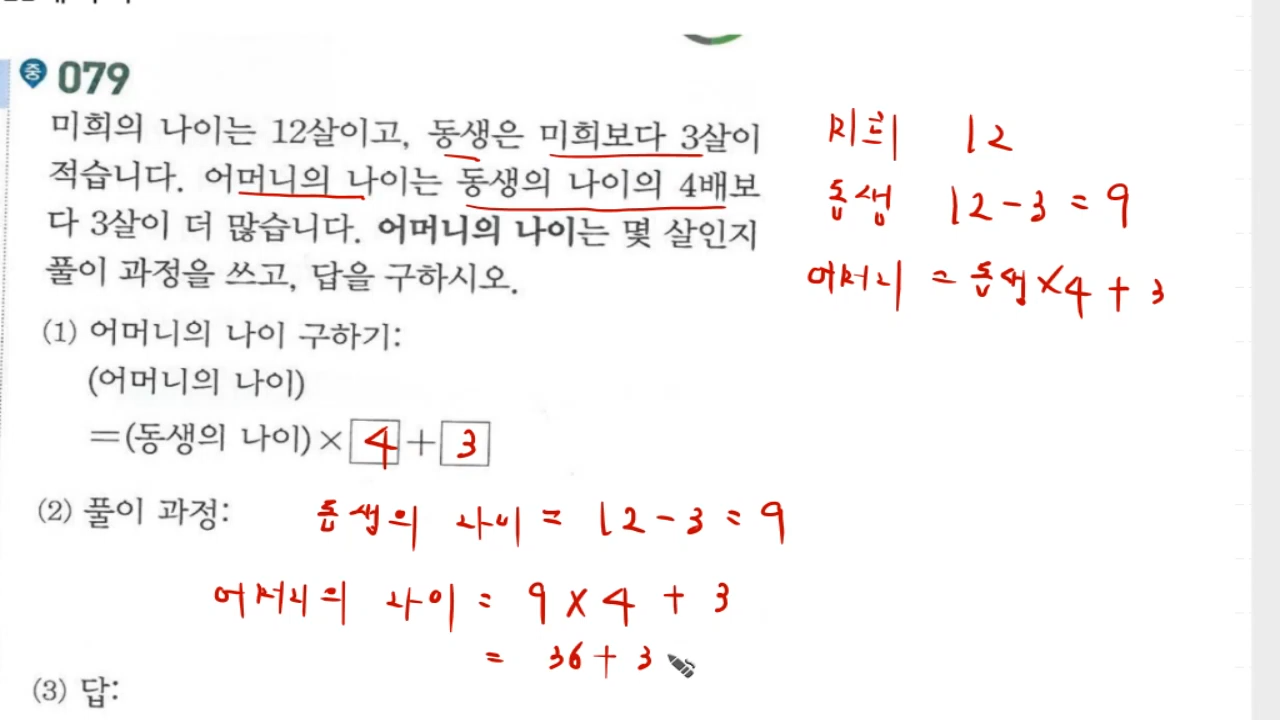 중 079
미희의 나이는 12살이고, 동생은 미희보다 3살이
적습니다. 어머니의 나이는 동생의 나이의 4배보
다 3살이 더 많습니다. 어머니의 나이는 몇 살인지
풀이 과정을 쓰고, 답을 구하시오.
(1) 어머니의 나이 구하기:
(어머니의 나이)
=(동생의 나이)×4+3
(2) 풀이 과정: 동생의 나이 = 12-3 = 9
어머니의 나이 = 9×4+3
= 36+3
(3) 답:
미희 12
동생 12-3=9
어머니 = 동생×4+3